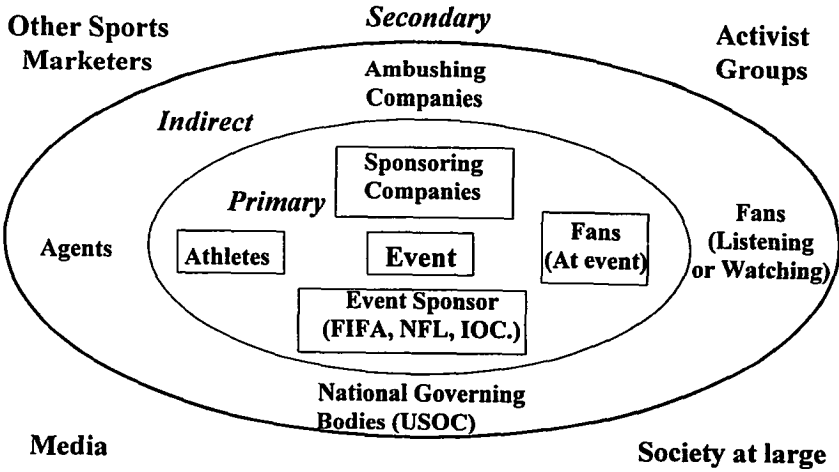 Other Sports
Marketers
Secondary
Activist
Groups
Ambushing
Companies
Indirect
Sponsoring
Companies
Primary
Agents
Athletes
Event
Fans
(At event)
Fans
(Listening
or Watching)
Event Sponsor
(FIFA, NFL, IOC.)
National Governing
Bodies (USOC)
Media
Society at large